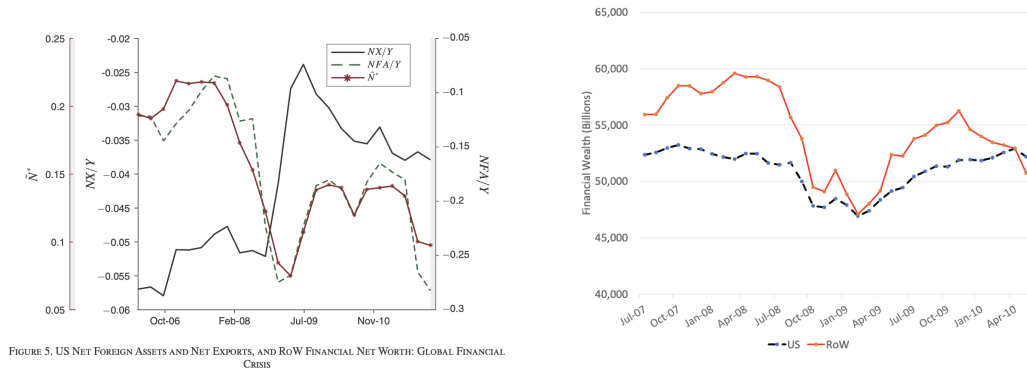 0.25
0.2
0.15
0.1
0.05
Ñ*
-0.02
-0.025
-0.03
-0.035
-0.04
-0.045
−0.05
−0.055
−0.06
NX/Y
NX/Y
NFA/Y
Ñ*
−0.05
−0.1
−0.15
−0.2
−0.25
−0.3
NFA/Y
Oct-06
Feb-08
Jul-09
Nov-10
FIGURE 5. US NET FOREIGN ASSETS AND NET EXPORTS, AND ROW FINANCIAL NET WORTH: GLOBAL FINANCIAL
CRISIS
65,000
60,000
55,000
50,000
45,000
40,000
Financial Wealth (Billions)
Jul-07
Oct-07
Jan-08
Apr-08
Jul-08
Oct-08
Jan-09
Apr-09
Jul-09
Oct-09
Jan-10
Apr-10
US
RoW